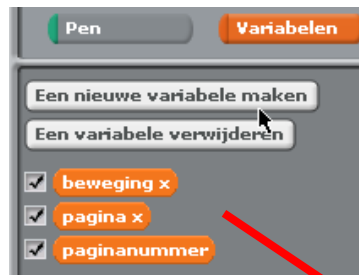 Pen Variabelen
Een nieuwe variabele maken
Een variabele verwijderen
beweging x
pagina x
paginanummer